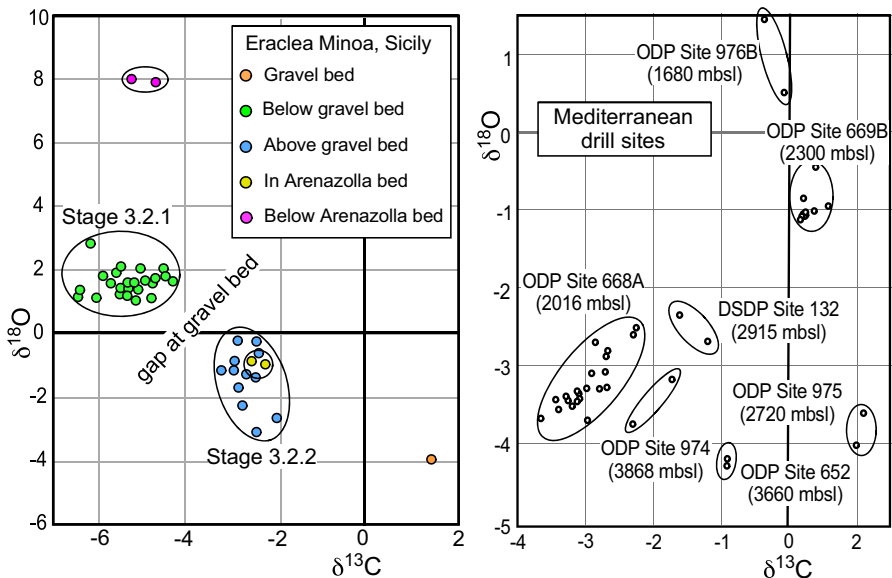 10
8
6
4
2
0
-2
-4
-6
δ18O
-6
-4
-2
0
2
δ13C
Eraclea Minoa, Sicily
Gravel bed
Below gravel bed
Above gravel bed
In Arenazolla bed
Below Arenazolla bed
Stage 3.2.1
gap at gravel bed
Stage 3.2.2
1
0
-1
-2
-3
-4
-5
δ18O
-4
-3
-2
-1
0
1
2
δ13C
ODP Site 976B
(1680 mbsl)
Mediterranean
drill sites
ODP Site 669B
(2300 mbsl)
ODP Site 668A
(2016 mbsl)
DSDP Site 132
(2915 mbsl)
ODP Site 975
(2720 mbsl)
ODP Site 974
(3868 mbsl)
ODP Site 652
(3660 mbsl)